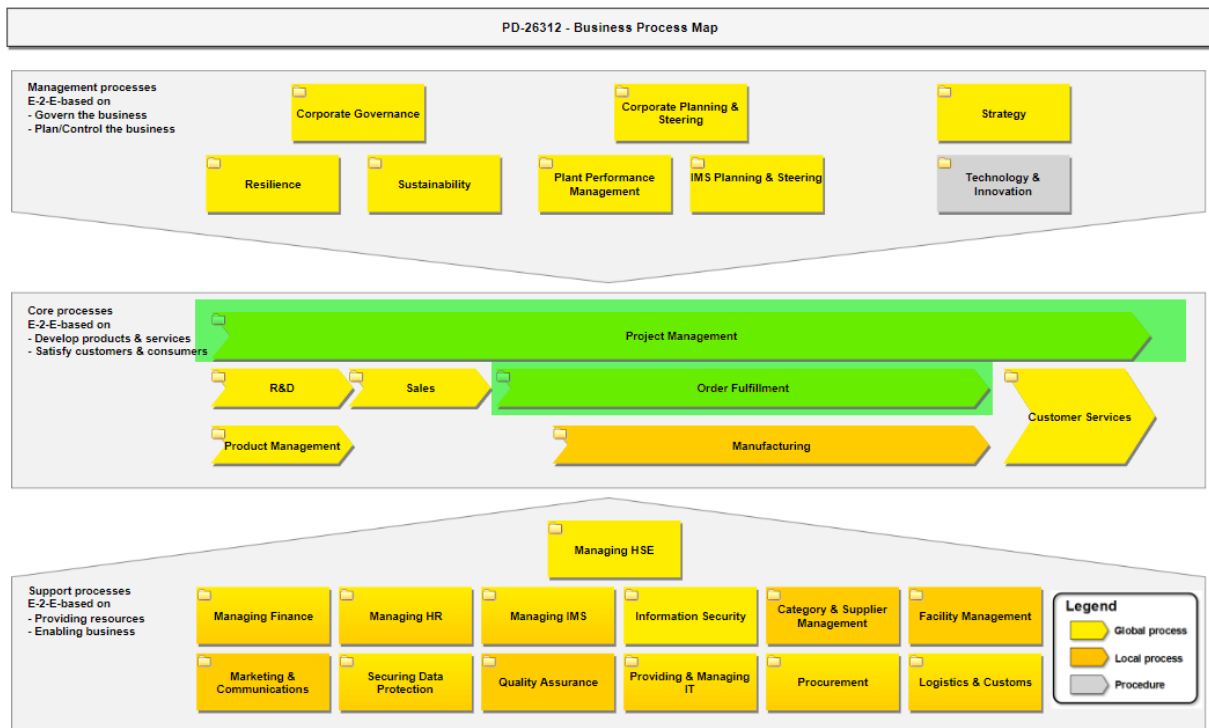 PD-26312 - Business Process Map
Management processes
E-2-E-based on
- Govern the business
- Plan/Control the business
Corporate Governance
Corporate Planning &
Steering
Strategy
Resilience
Sustainability
Plant Performance
Management
IMS Planning & Steering
Technology &
Innovation
Core processes
E-2-E-based on
- Develop products & services
- Satisfy customers & consumers
Project Management
R&D
Sales
Order Fulfillment
Customer Services
Product Management
Manufacturing
Managing HSE
Support processes
E-2-E-based on
- Providing resources
- Enabling business
Managing Finance
Managing HR
Managing IMS
Information Security
Category & Supplier
Management
Facility Management
Marketing &
Communications
Securing Data
Protection
Quality Assurance
Providing & Managing
IT
Procurement
Logistics & Customs
Legend
Global process
Local process
Procedure